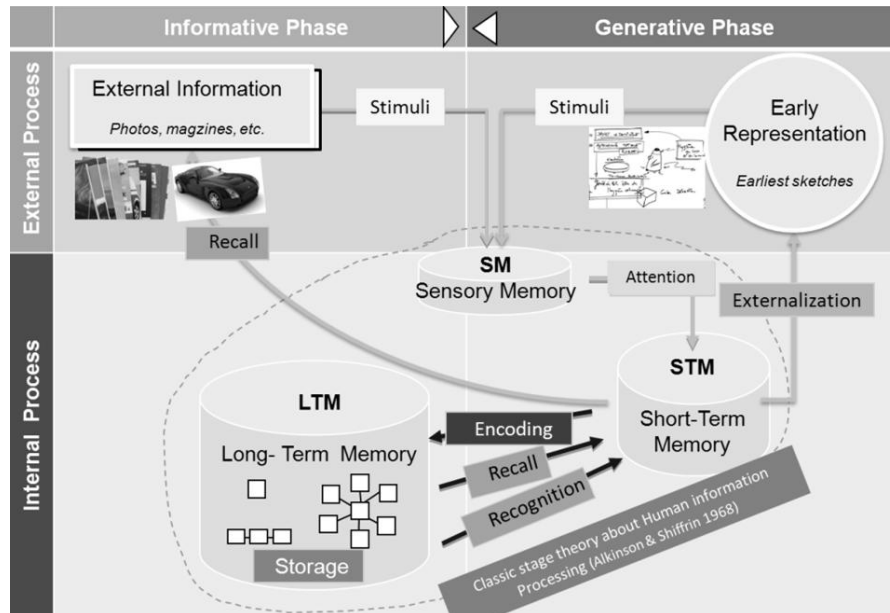 Informative Phase
Generative Phase
External Process
External Information
Photos, magzines, etc.
Stimuli
Stimuli
Early
Representation
Earliest sketches
Recall
SM
Sensory Memory
Attention
Externalization
Internal Process
STM
Short-Term
Memory
LTM
Long- Term Memory
Encoding
Recall
Recognition
Storage
Classic stage theory about Human information
Processing (Alkinson & Shiffrin 1968)